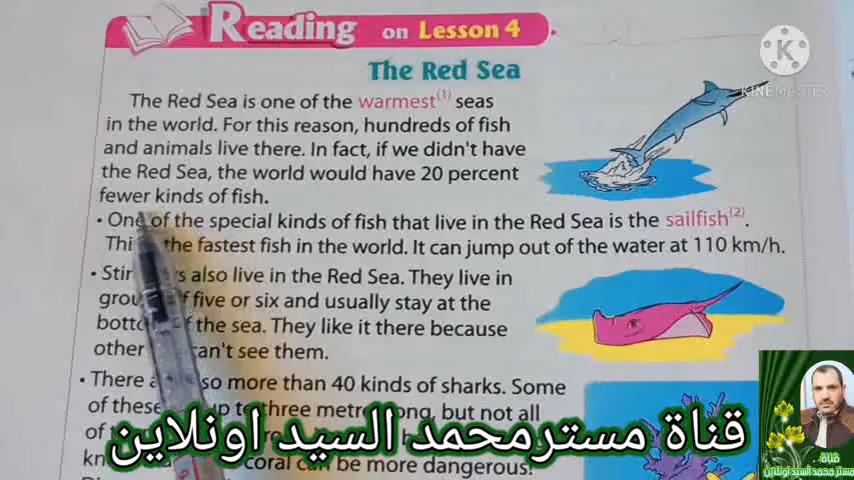 Reading on Lesson 4
K
KINEMASTER
The Red Sea
The Red Sea is one of the warmest(1) seas
in the world. For this reason, hundreds of fish
and animals live there. In fact, if we didn't have
the Red Sea, the world would have 20 percent
fewer kinds of fish.
• One of the special kinds of fish that live in the Red Sea is the sailfish(2).
the fastest fish in the world. It can jump out of the water at 110 km/h.
• also live in the Red Sea. They live in
of five or six and usually stay at the
of the sea. They like it there because
other can't see them.
• There more than 40 kinds of sharks. Some
of these up to three metres long, but not all
of
coral can be more dangerous!
قناة مسترمحمد السيد اونلاين
قناة
مستر محمد السيد اونلاين